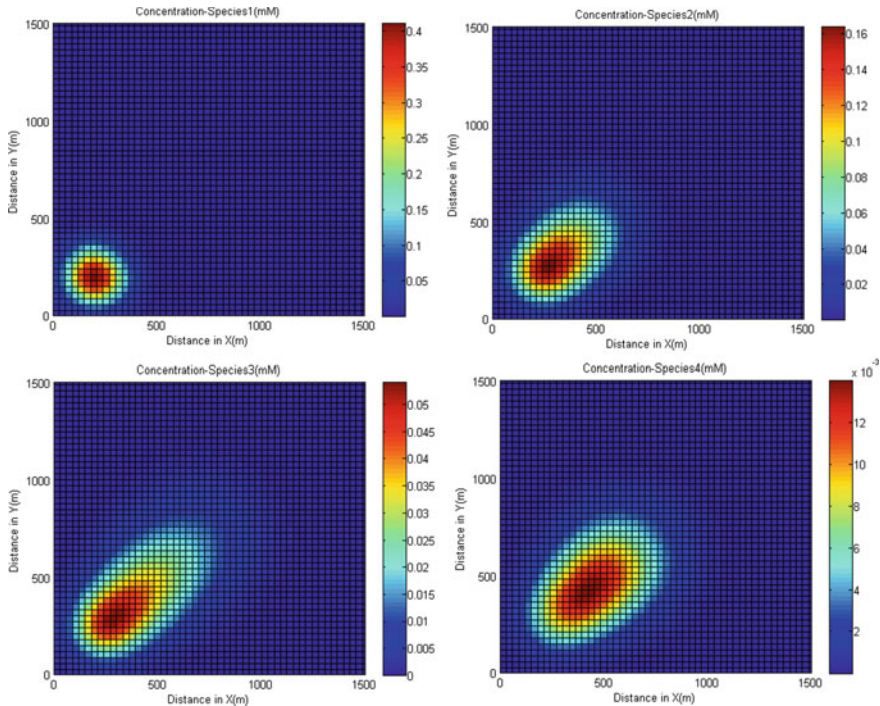 Concentration-Species1(mM)
1500
1000
500
0
Distance in Y(m)
0 500 1000 1500
Distance in X(m)
0.4
0.35
0.3
0.25
0.2
0.15
0.1
0.05
Concentration-Species2(mM)
1500
1000
500
0
Distance in Y(m)
0 500 1000 1500
Distance in X(m)
0.16
0.14
0.12
0.1
0.08
0.06
0.04
0.02
Concentration-Species3(mM)
1500
1000
500
0
Distance in Y(m)
0 500 1000 1500
Distance in X(m)
0.05
0.045
0.04
0.035
0.03
0.025
0.02
0.015
0.01
0.005
0
Concentration-Species4(mM)
1500
1000
500
0
Distance in Y(m)
0 500 1000 1500
Distance in X(m)
x 10⁻³
12
10
8
6
4
2